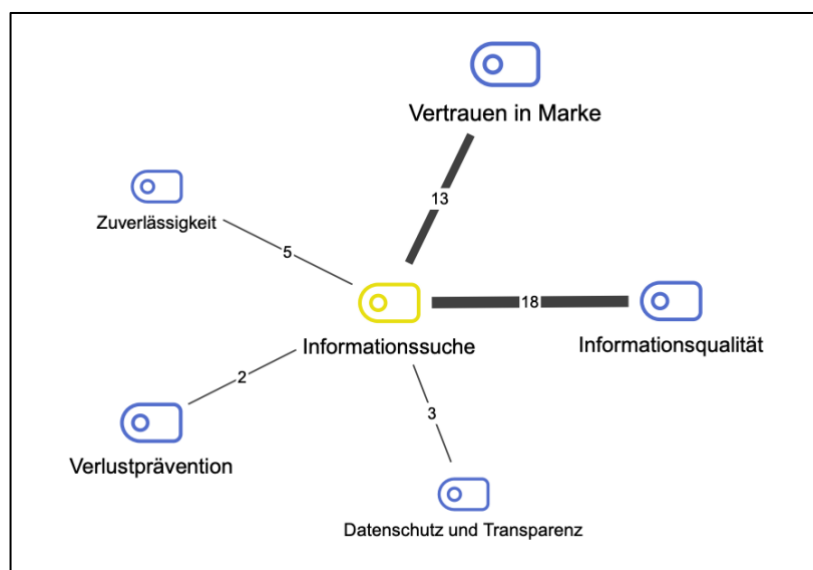 Vertrauen in Marke
13
Zuverlässigkeit
5
18
Informationssuche
Informationsqualität
2
3
Verlustprävention
Datenschutz und Transparenz